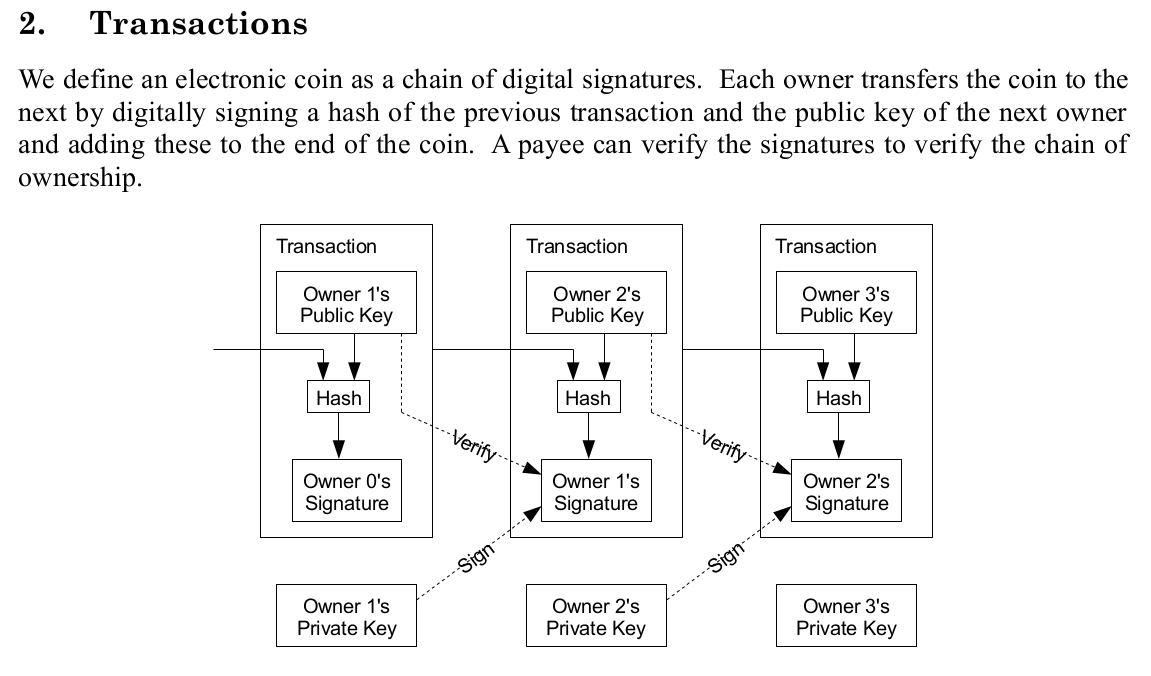 2. Transactions
We define an electronic coin as a chain of digital signatures. Each owner transfers the coin to the
next by digitally signing a hash of the previous transaction and the public key of the next owner
and adding these to the end of the coin. A payee can verify the signatures to verify the chain of
ownership.
Transaction
Transaction
Transaction
Owner 1's
Public Key
Owner 2's
Public Key
Owner 3's
Public Key
Hash
Hash
Hash
Verify
Verify
Owner 0's
Signature
Owner 1's
Signature
Owner 2's
Signature
Sign
Sign
Owner 1's
Private Key
Owner 2's
Private Key
Owner 3's
Private Key